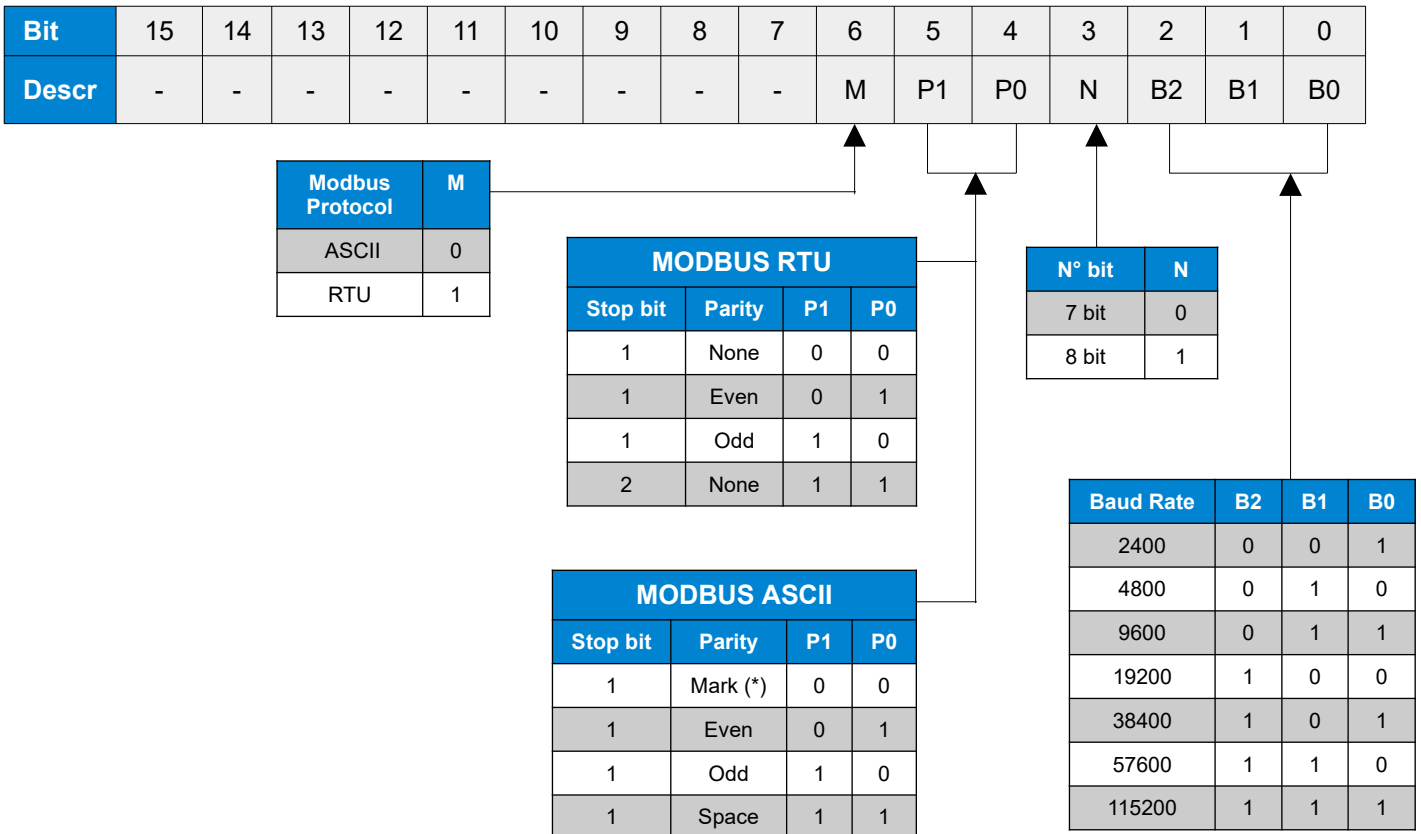 Bit 15 14 13 12 11 10 9 8 7 6 5 4 3 2 1 0
Descr - - - - - - - - - M P1 P0 N B2 B1 B0
Modbus Protocol M
ASCII 0
RTU 1
MODBUS RTU
Stop bit Parity P1 P0
1 None 0 0
1 Even 0 1
1 Odd 1 0
2 None 1 1
N° bit N
7 bit 0
8 bit 1
MODBUS ASCII
Stop bit Parity P1 P0
1 Mark (*) 0 0
1 Even 0 1
1 Odd 1 0
1 Space 1 1
Baud Rate B2 B1 B0
2400 0 0 1
4800 0 1 0
9600 0 1 1
19200 1 0 0
38400 1 0 1
57600 1 1 0
115200 1 1 1